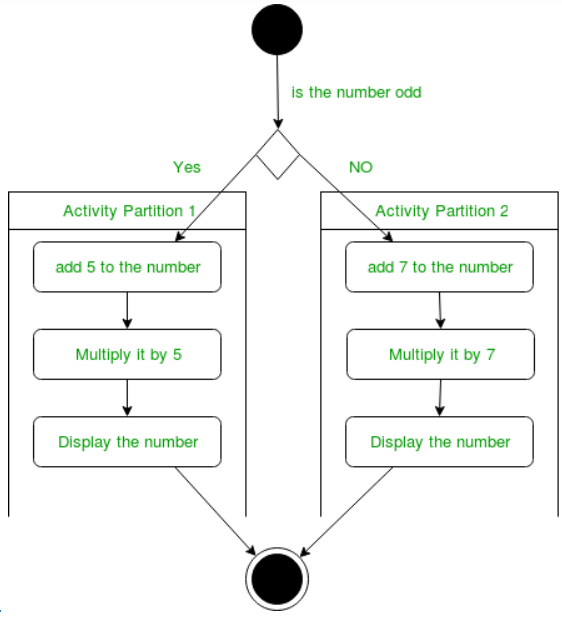 is the number odd
Yes
NO
Activity Partition 1
Activity Partition 2
add 5 to the number
add 7 to the number
Multiply it by 5
Multiply it by 7
Display the number
Display the number